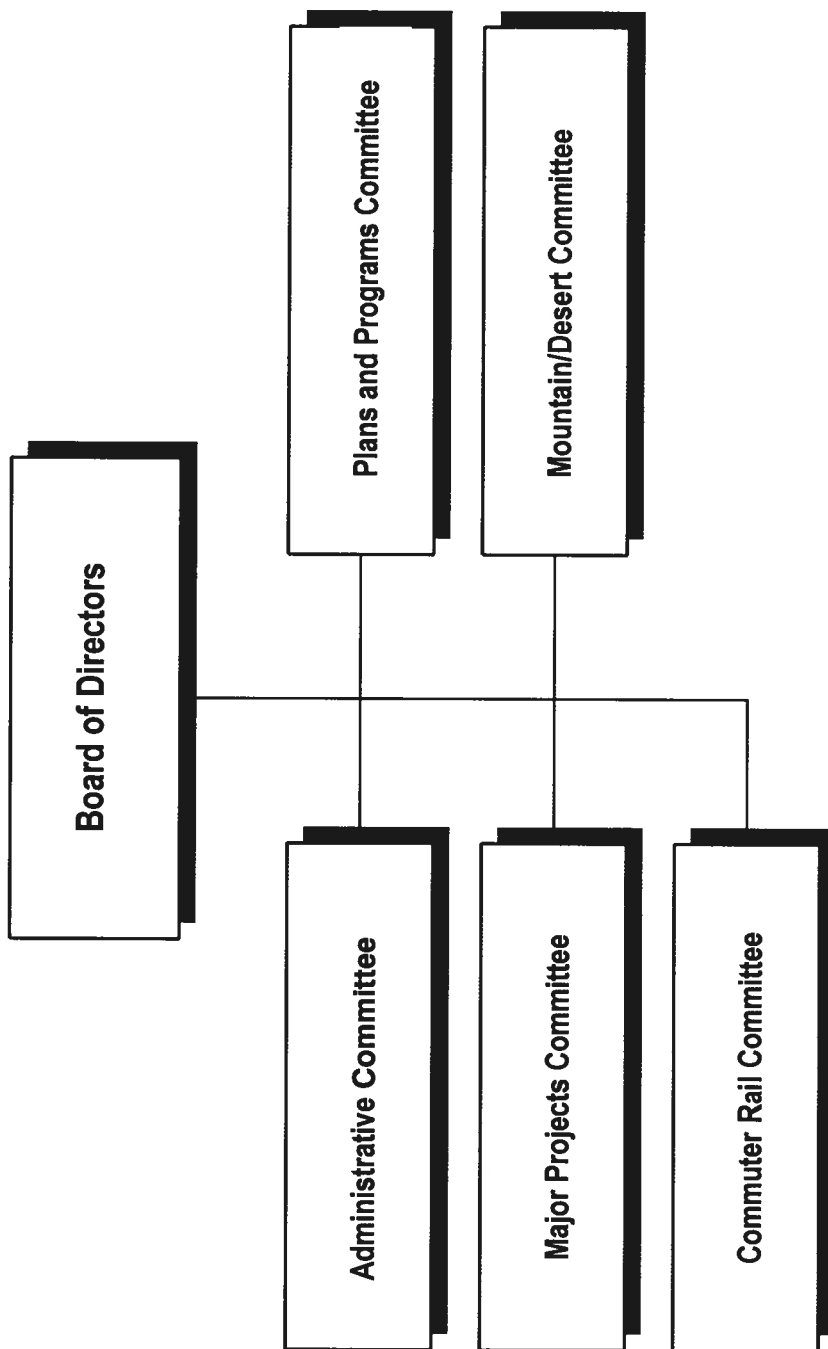 Board of Directors
Administrative Committee
Plans and Programs Committee
Major Projects Committee
Mountain/Desert Committee
Commuter Rail Committee